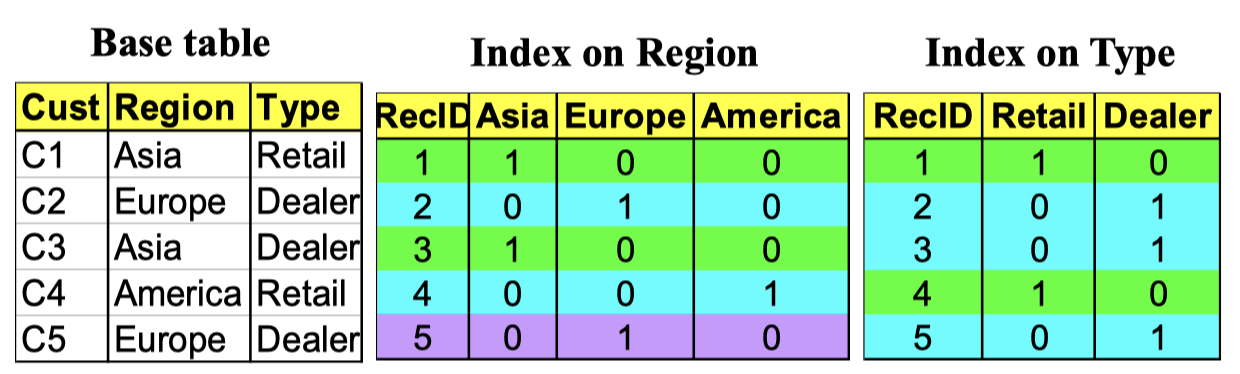 Base table
Cust Region Type
C1 Asia Retail
C2 Europe Dealer
C3 Asia Dealer
C4 America Retail
C5 Europe Dealer
Index on Region
RecID Asia Europe America
1 1 0 0
2 0 1 0
3 1 0 0
4 0 0 1
5 0 1 0
Index on Type
RecID Retail Dealer
1 1 0
2 0 1
3 0 1
4 1 0
5 0 1